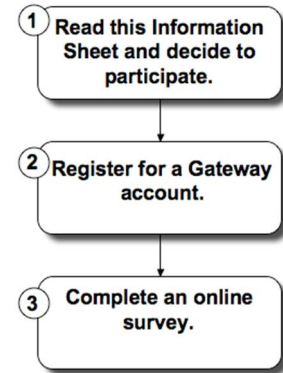 1
Read this Information
Sheet and decide to
participate.
2
Register for a Gateway
account.
3
Complete an online
survey.